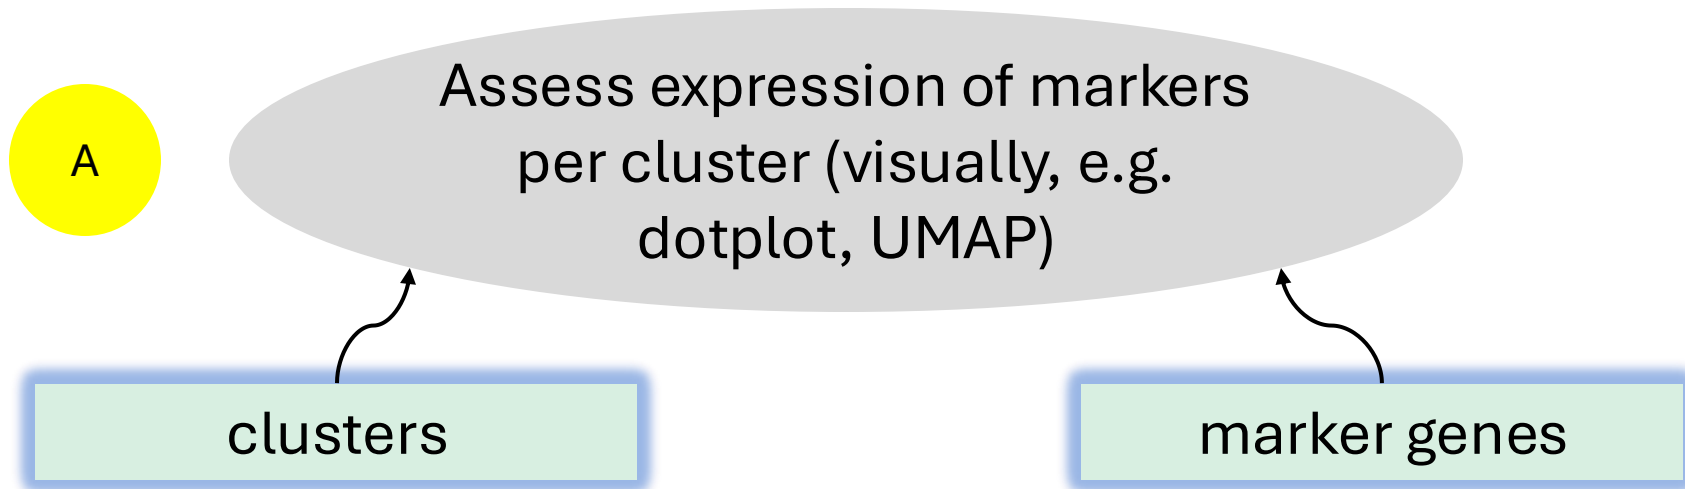 A
Assess expression of markers
per cluster (visually, e.g.
dotplot, UMAP)
clusters
marker genes